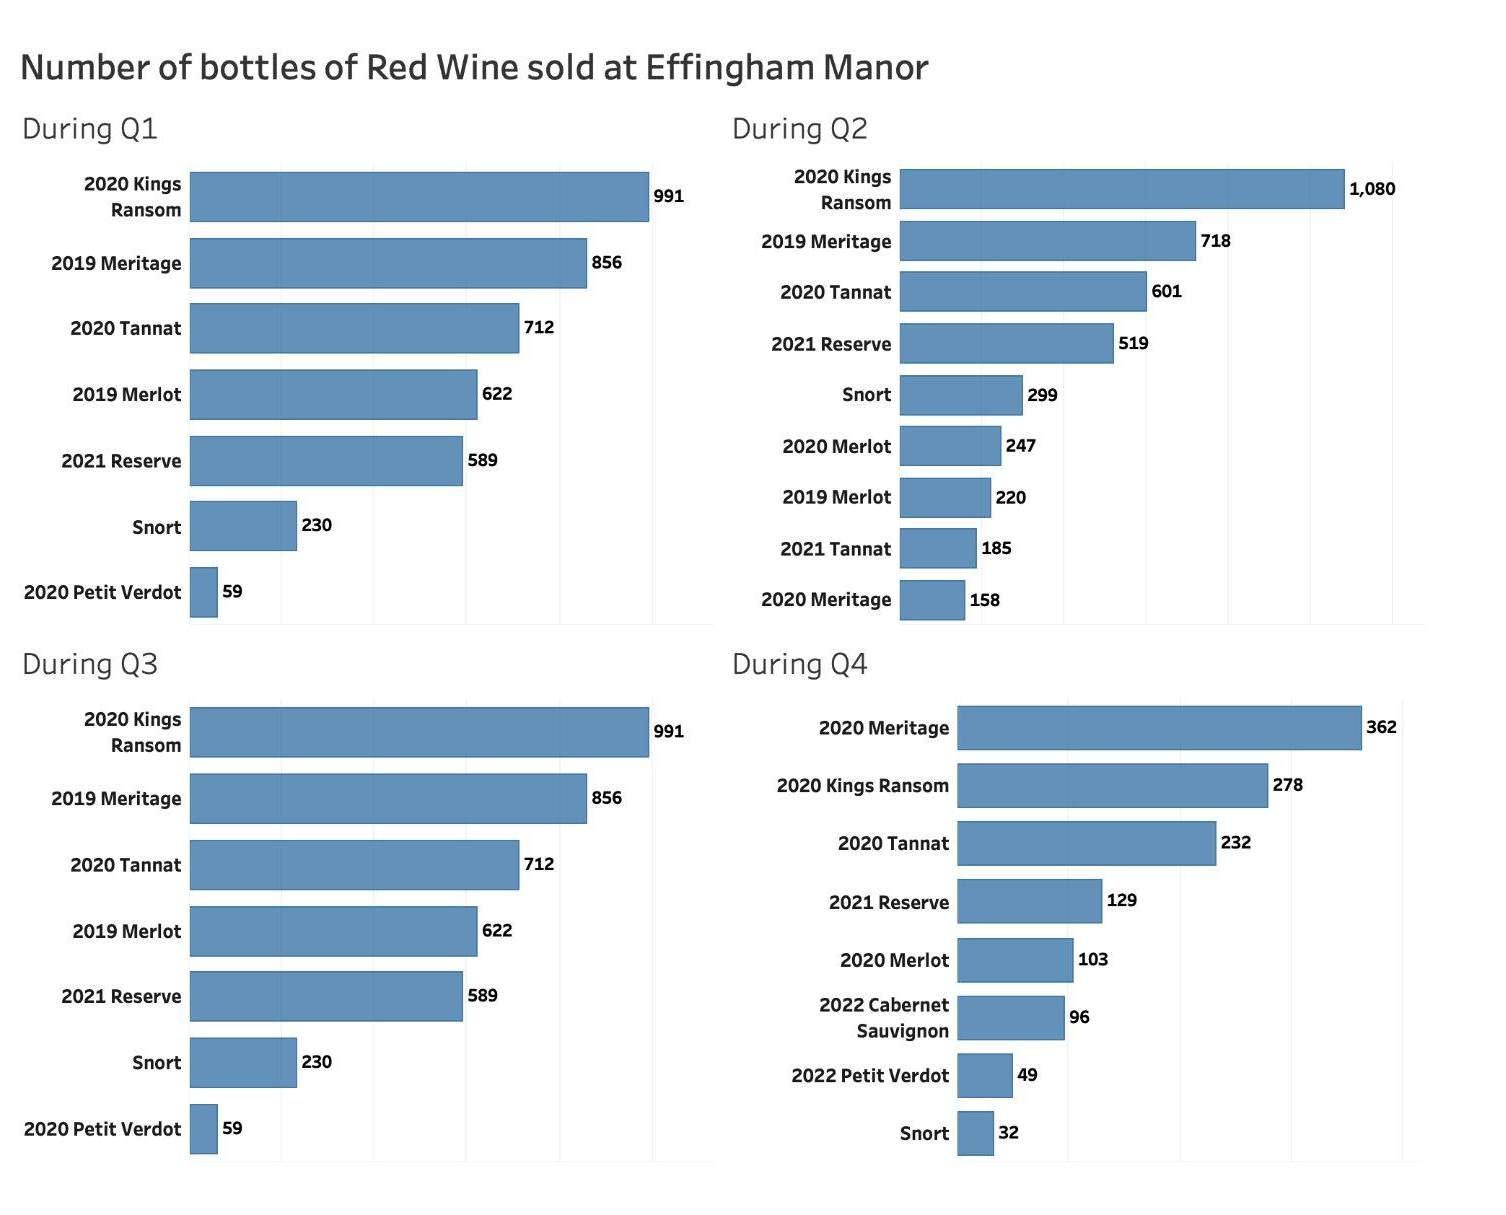 Number of bottles of Red Wine sold at Effingham Manor
During Q1
2020 Kings
Ransom
991
2019 Meritage
856
2020 Tannat
712
2019 Merlot
622
2021 Reserve
589
Snort
230
2020 Petit Verdot
59
During Q2
2020 Kings
Ransom
1,080
2019 Meritage
718
2020 Tannat
601
2021 Reserve
519
Snort
299
2020 Merlot
247
2019 Merlot
220
2021 Tannat
185
2020 Meritage
158
During Q3
2020 Kings
Ransom
991
2019 Meritage
856
2020 Tannat
712
2019 Merlot
622
2021 Reserve
589
Snort
230
2020 Petit Verdot
59
During Q4
2020 Meritage
362
2020 Kings Ransom
278
2020 Tannat
232
2021 Reserve
129
2020 Merlot
103
2022 Cabernet
Sauvignon
96
2022 Petit Verdot
49
Snort
32